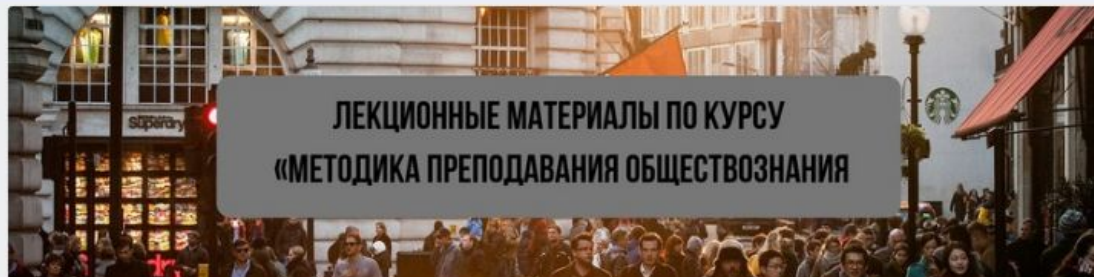 ЛЕКЦИОННЫЕ МАТЕРИАЛЫ ПО КУРСУ
«МЕТОДИКА ПРЕПОДАВАНИЯ ОБЩЕСТВОЗНАНИЯ
Superdry